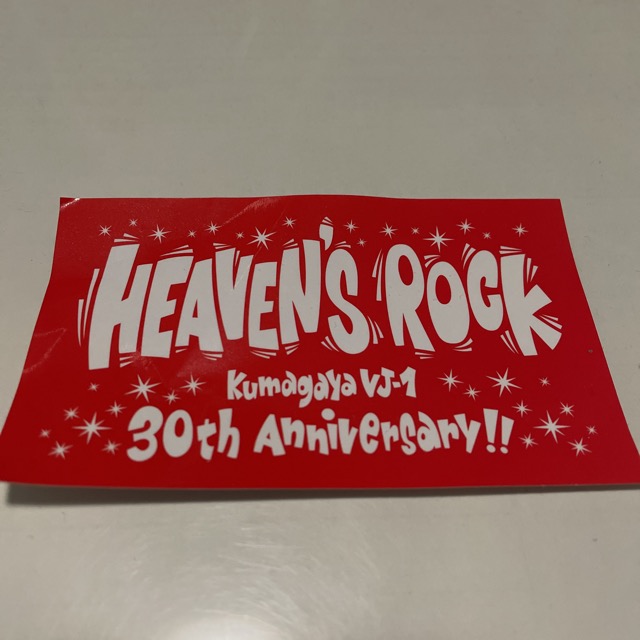 HEAVEN'S ROCK
Kumagaya VJ-1
30th Anniversary!!